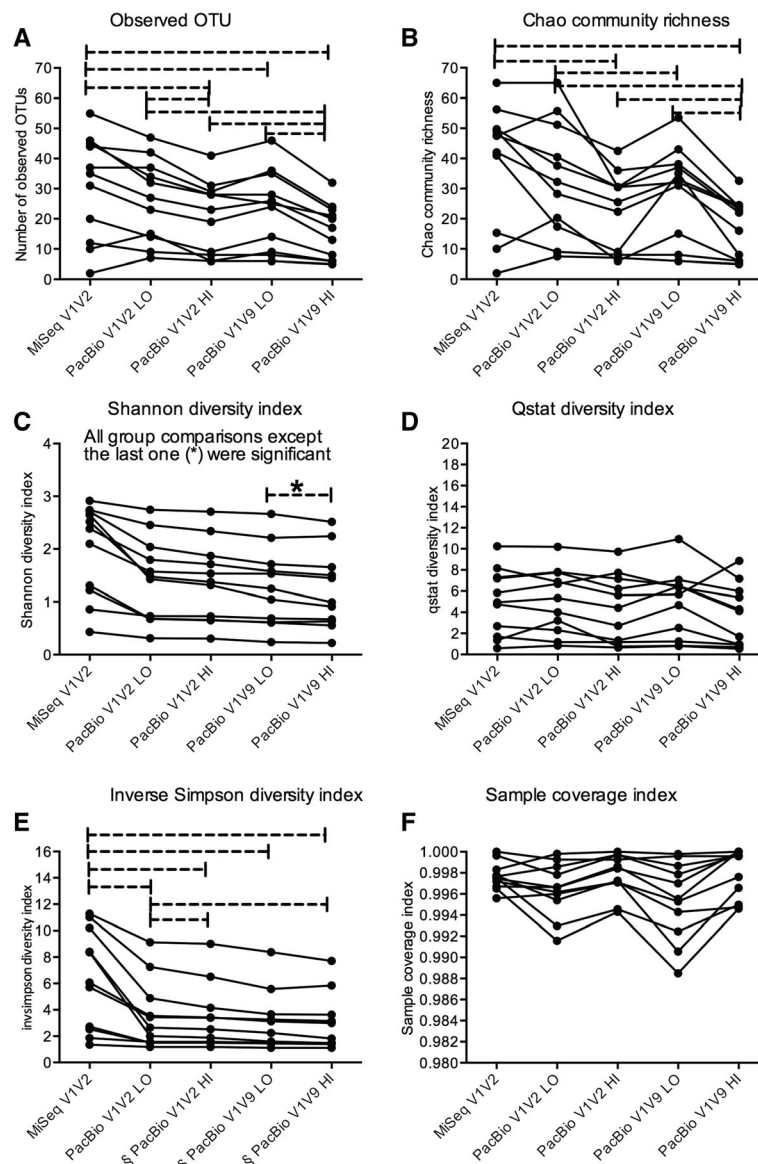 A
Observed OTU
Number of observed OTUs
70
60
50
40
30
20
10
0
MiSeq V1V2
PacBio V1V2 LO
PacBio V1V2 HI
PacBio V1V9 LO
PacBio V1V9 HI
B
Chao community richness
Chao community richness
70
60
50
40
30
20
10
0
MiSeq V1V2
PacBio V1V2 LO
PacBio V1V2 HI
PacBio V1V9 LO
PacBio V1V9 HI
C
Shannon diversity index
All group comparisons except
the last one (*) were significant
*
Shannon diversity index
4
3
2
1
0
MiSeq V1V2
PacBio V1V2 LO
PacBio V1V2 HI
PacBio V1V9 LO
PacBio V1V9 HI
D
Qstat diversity index
qstat diversity index
20
18
16
14
12
10
8
6
4
2
0
MiSeq V1V2
PacBio V1V2 LO
PacBio V1V2 HI
PacBio V1V9 LO
PacBio V1V9 HI
E
Inverse Simpson diversity index
invsimpson diversity index
16
14
12
10
8
6
4
2
0
MiSeq V1V2
PacBio V1V2 LO
§ PacBio V1V2 HI
§ PacBio V1V9 LO
§ PacBio V1V9 HI
F
Sample coverage index
Sample coverage index
1.000
0.998
0.996
0.994
0.992
0.990
0.988
0.986
0.984
0.982
0.980
MiSeq V1V2
PacBio V1V2 LO
PacBio V1V2 HI
PacBio V1V9 LO
PacBio V1V9 HI